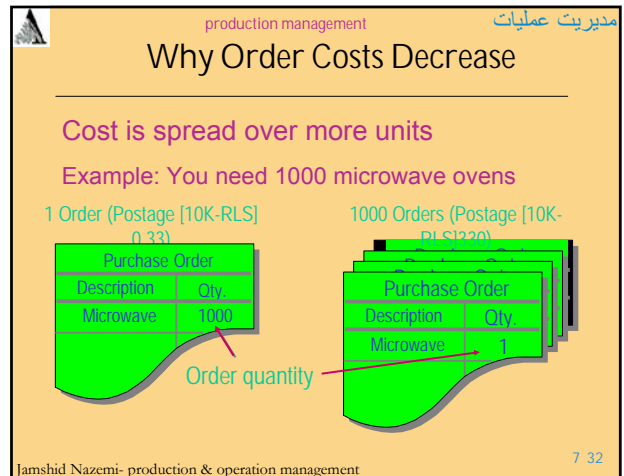 production management
مديريت عمليات
Why Order Costs Decrease
Cost is spread over more units
Example: You need 1000 microwave ovens
1 Order (Postage [10K-RLS]
0.33)
1000 Orders (Postage [10K-
RLS]330)
Purchase Order
Description Qty.
Microwave 1000
Purchase Order
Description Qty.
Microwave 1
Order quantity
Jamshid Nazemi- production & operation management
7 32